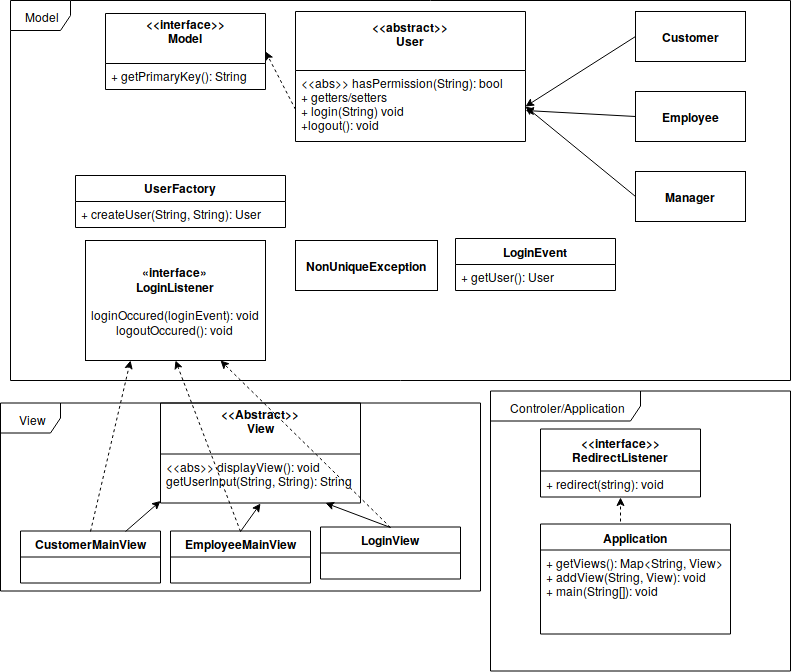 Model
<<interface>>
Model
+ getPrimaryKey(): String
<<abstract>>
User
<<abs>> hasPermission(String): bool
+ getters/setters
+ login(String) void
+logout(): void
Customer
Employee
Manager
UserFactory
+ createUser(String, String): User
«interface»
LoginListener
loginOccured(loginEvent): void
logoutOccured(): void
NonUniqueException
LoginEvent
+ getUser(): User
View
<<Abstract>>
View
<<abs>> displayView(): void
getUserInput(String, String): String
CustomerMainView
EmployeeMainView
LoginView
Controler/Application
<<interface>>
RedirectListener
+ redirect(string): void
Application
+ getViews(): Map<String, View>
+ addView(String, View): void
+ main(String[]): void